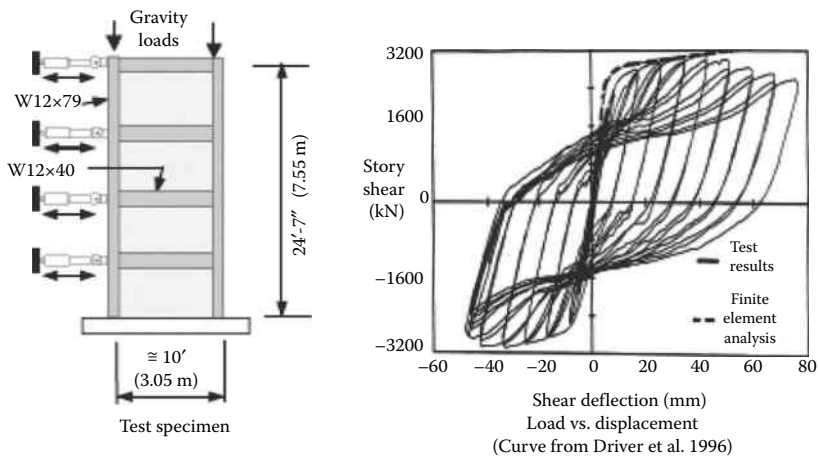 Gravity
loads
W12×79
W12×40
24′-7″ (7.55 m)
≅ 10′
(3.05 m)
Test specimen
3200
1600
0
−1600
−3200
Story
shear
(kN)
Test
results
Finite
element
analysis
−60 −40 −20 0 20 40 60 80
Shear deflection (mm)
Load vs. displacement
(Curve from Driver et al. 1996)